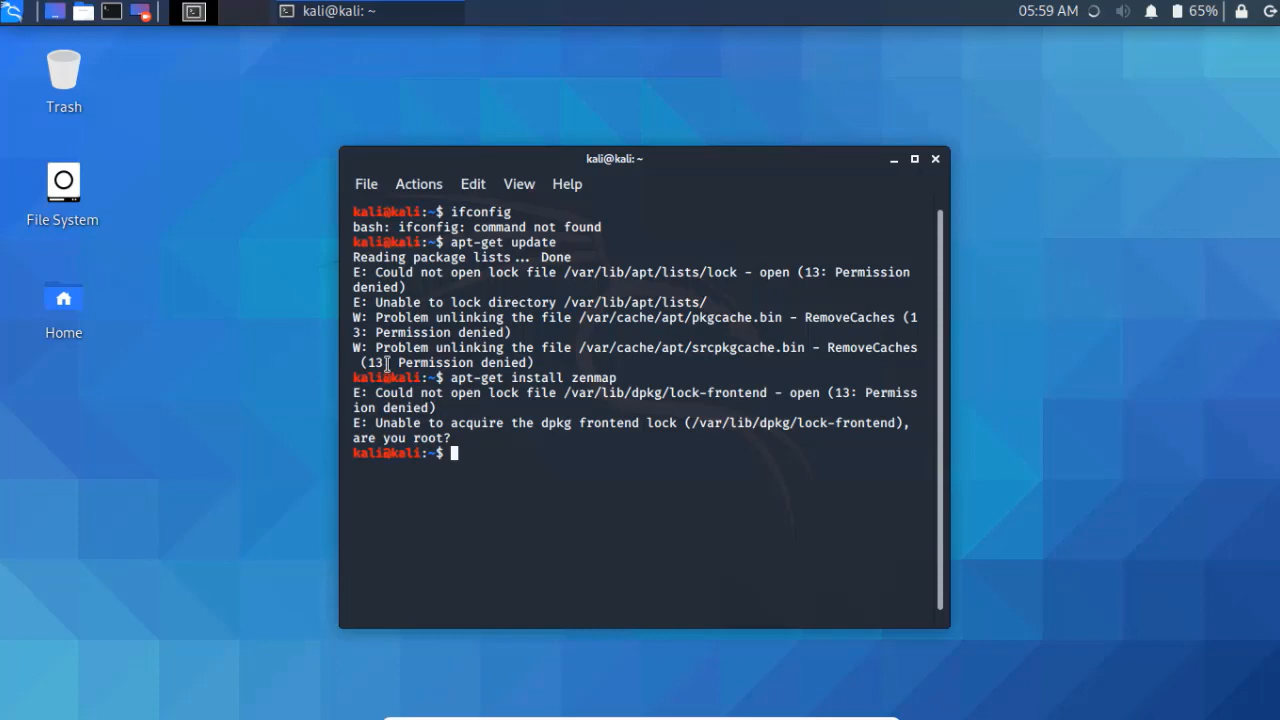 kali@kali: ~
05:59 AM
65%
Trash
File System
Home
kali@kali: ~
File Actions Edit View Help
kali@kali:~$ ifconfig
bash: ifconfig: command not found
kali@kali:~$ apt-get update
Reading package lists... Done
E: Could not open lock file /var/lib/apt/lists/lock - open (13: Permission
denied)
E: Unable to lock directory /var/lib/apt/lists/
W: Problem unlinking the file /var/cache/apt/pkgcache.bin - RemoveCaches (1
3: Permission denied)
W: Problem unlinking the file /var/cache/apt/srcpkgcache.bin - RemoveCaches
(13: Permission denied)
kali@kali:~$ apt-get install zenmap
E: Could not open lock file /var/lib/dpkg/lock-frontend - open (13: Permiss
ion denied)
E: Unable to acquire the dpkg frontend lock (/var/lib/dpkg/lock-frontend),
are you root?
kali@kali:~$